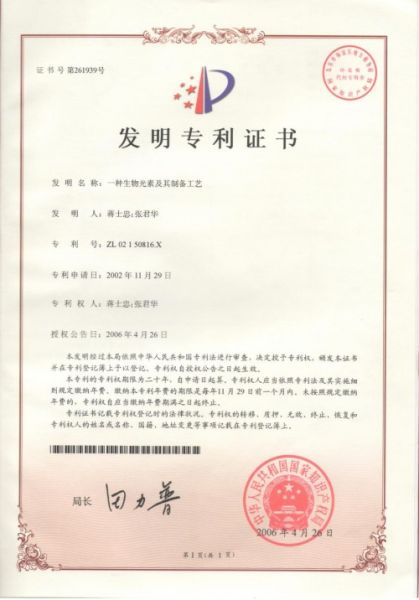 证书号 第261939号
发明专利证书
发明名称：一种生物光素及其制备工艺
发明人：蒋士忠;张君华
专利号：ZL 02 1 50816.X
专利申请日：2002 年 11 月 29 日
专利权人：蒋士忠;张君华
授权公告日：2006 年 4 月 26 日
本发明经过本局依照中华人民共和国专利法进行审查，决定授予专利权，颁发本证书
并在专利登记簿上予以登记。专利权自授权公告之日起生效。
本专利的专利权期限为二十年，自申请日起算。专利权人应当依照专利法及其实施细
则规定缴纳年费。缴纳本专利年费的期限是每年11 月 29 日前一个月内。未按照规定缴纳
年费的，专利权自应当缴纳年费期满之日起终止。
专利证书记载专利权登记时的法律状况。专利权的转移、质押、无效、终止、恢复和
专利权人的姓名或名称、国籍、地址变更等事项记载在专利登记簿上。
局长 田力普
中华人民共和国国家知识产权局
2006 年 4 月 26 日
第 1 页(共 1 页)